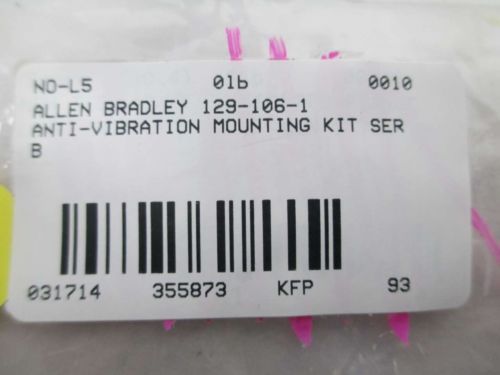 NO-L5 01b 0010
ALLEN BRADLEY 129-106-1
ANTI-VIBRATION MOUNTING KIT SER
B
031714 355873 KFP 93